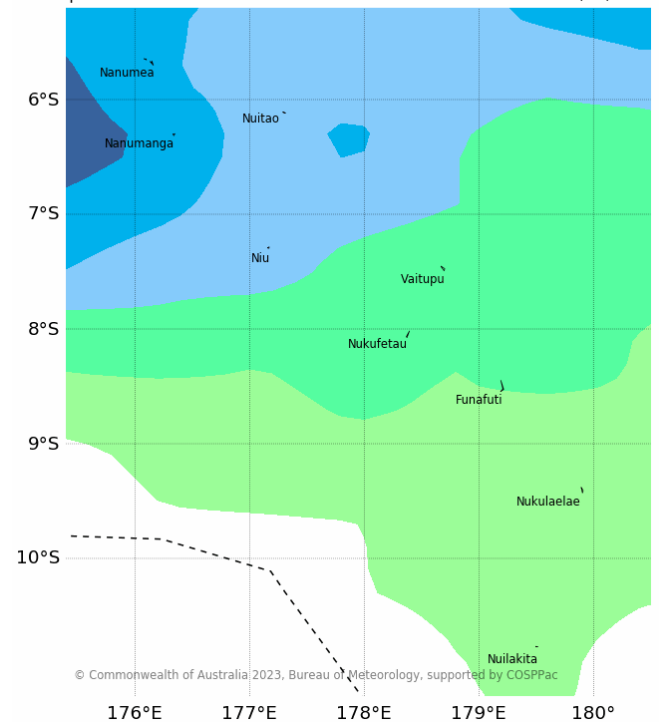 Nanumea
6°S
Nuitao
Nanumanga
7°S
Niu
Vaitupu
8°S
Nukufetau
Funafuti
9°S
Nukulaelae
10°S
Nuilakita
© Commonwealth of Australia 2023, Bureau of Meteorology, supported by COSPPac
176°E 177°E 178°E 179°E 180°